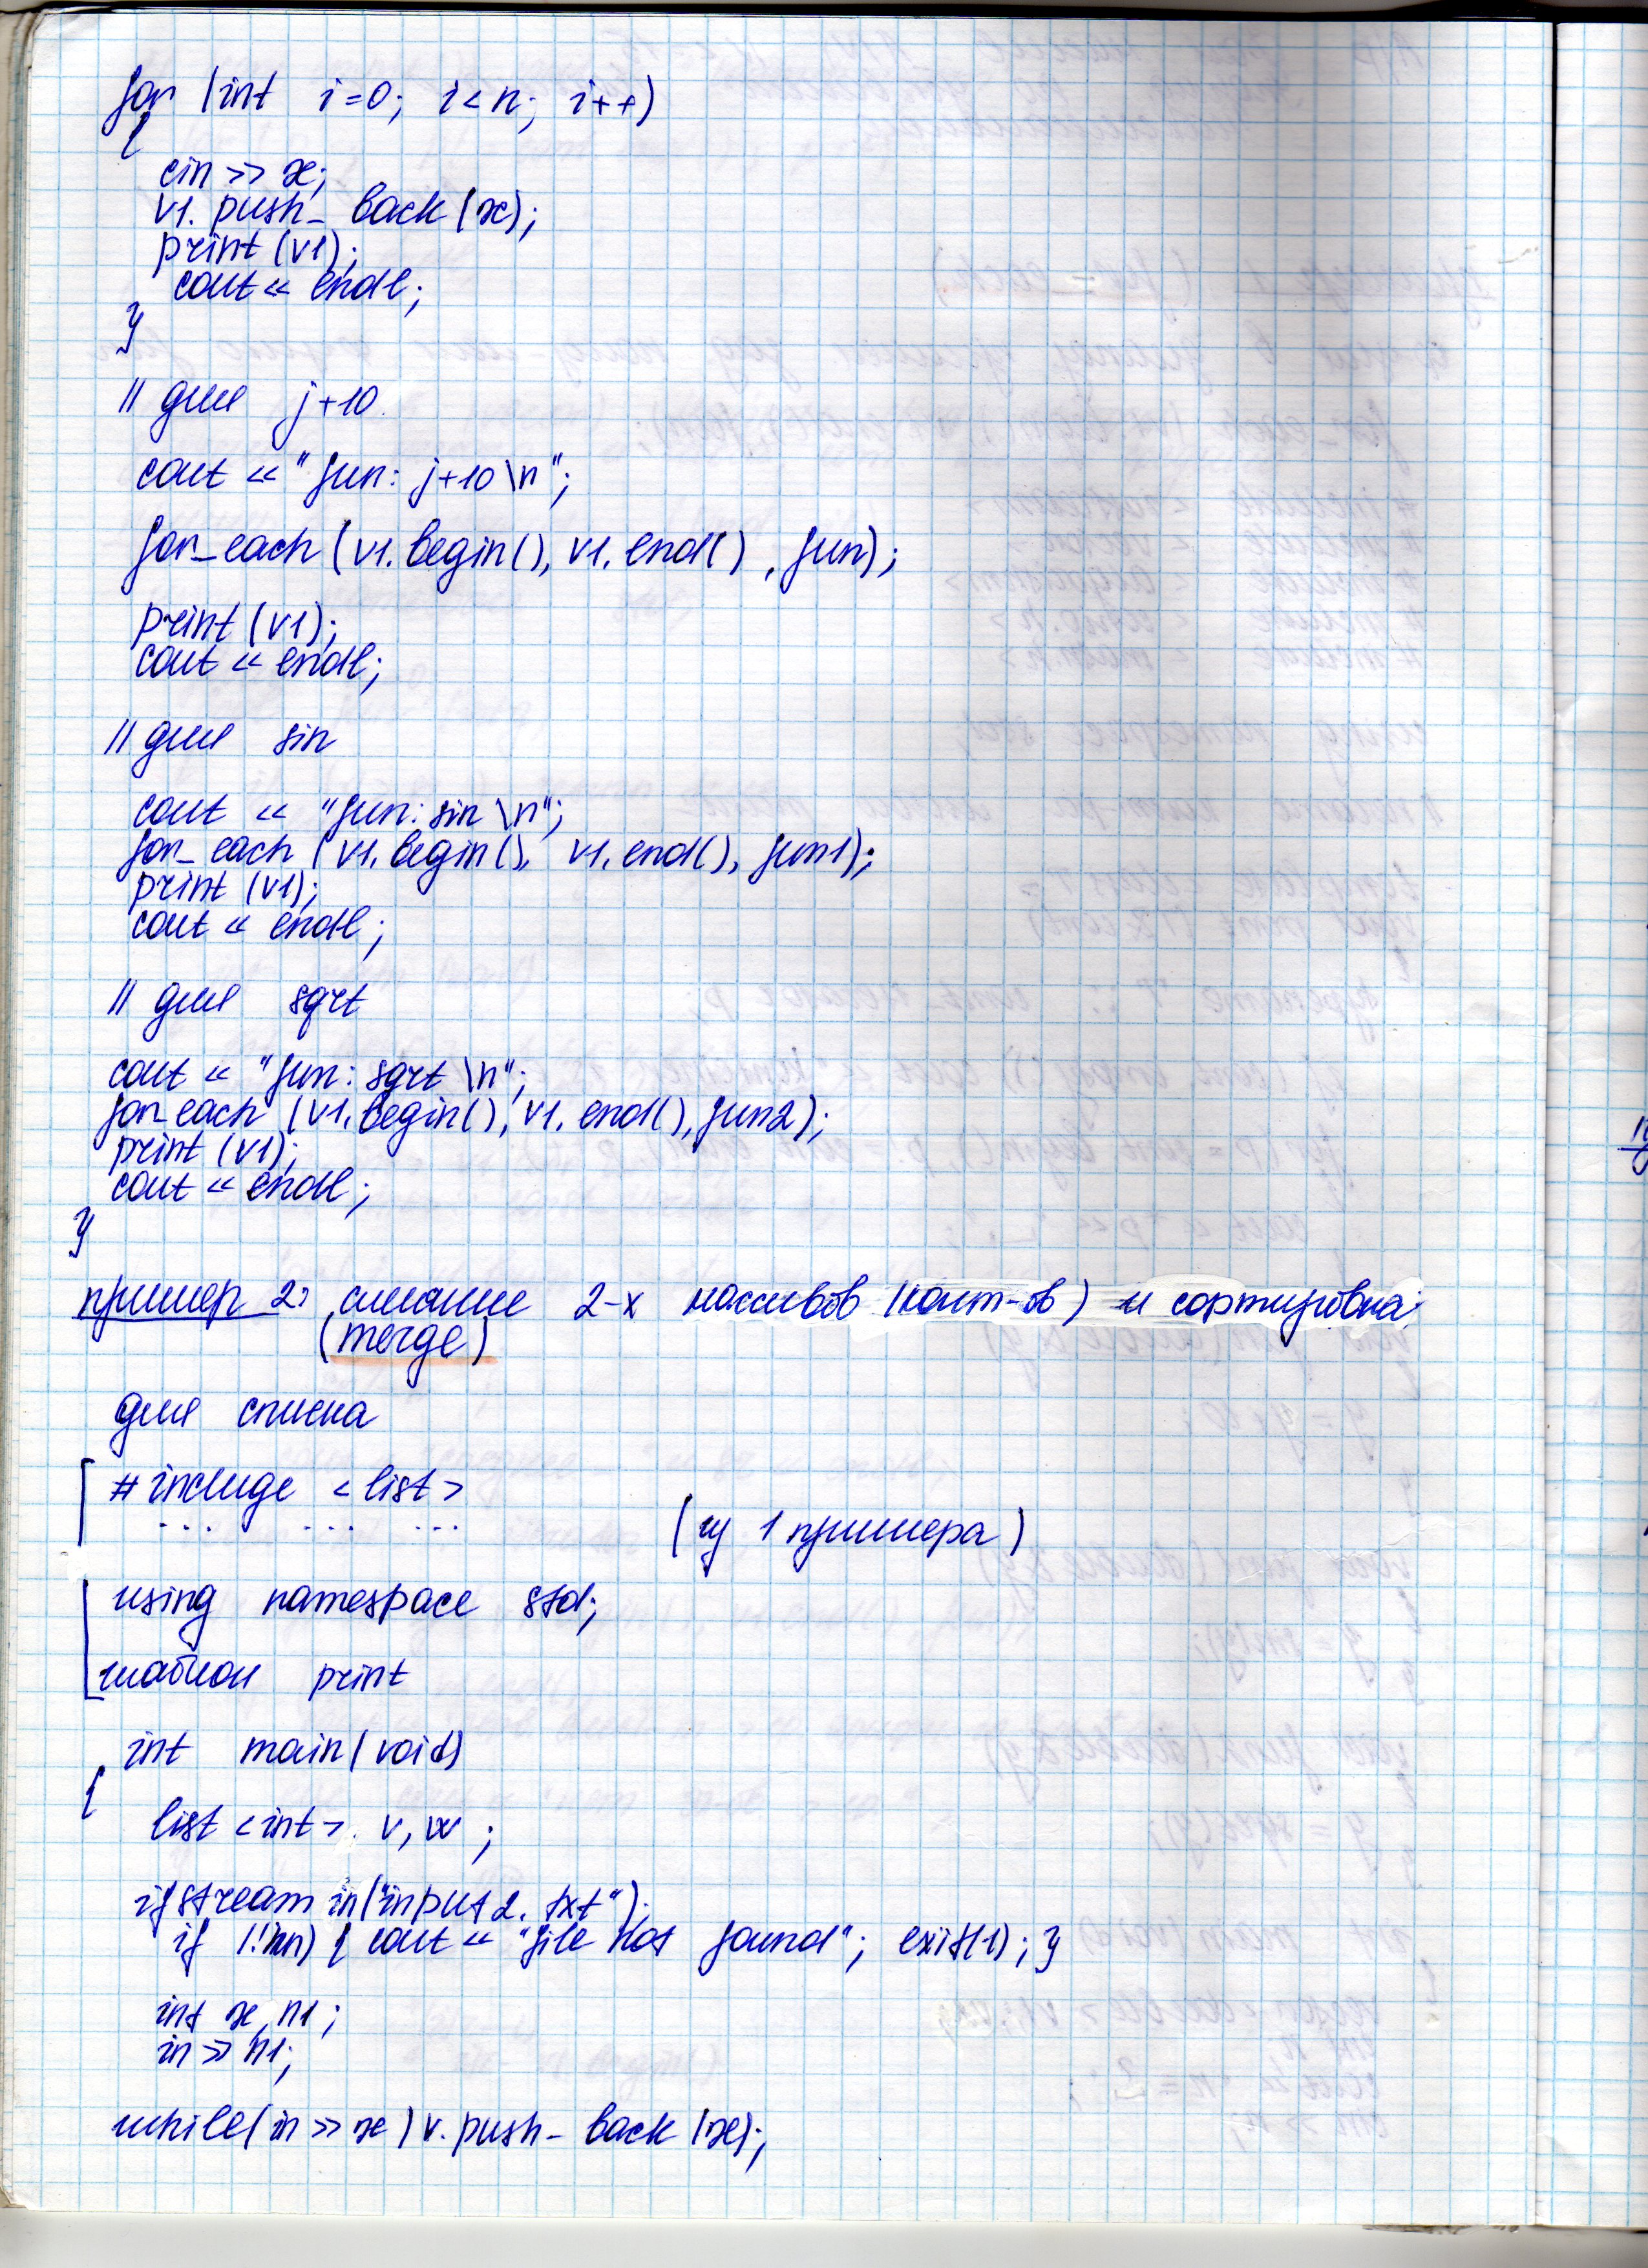 for (int i=0; i<n; i++)
{
cin >> x;
v1.push_back(x);
print(v1);
cout << endl;
}
// для j+10
cout << "fun: j+10 \n";
for_each(v1.begin(), v1.end(), fun);
print(v1);
cout << endl;
// для sin
cout << "fun: sin \n";
for_each (v1.begin(), v1.end(), fun1);
print (v1);
cout << endl;
// для sqrt
cout << "fun: sqrt \n";
for_each (v1.begin(), v1.end(), fun2);
print (v1);
cout << endl;
}
пример 2: слияние 2-х массивов (конт-ов) и сортировка:
(merge)
для списка
#include <list>
... ... ...
(из 1 примера)
using namespace std;
шаблон print
int main(void)
{
list <int> v, w;
ifstream in("input2.txt");
if (!in) { cout << "file not found"; exit(1); }
int x, n1;
in >> n1;
while(in >> x) v.push_back(x);